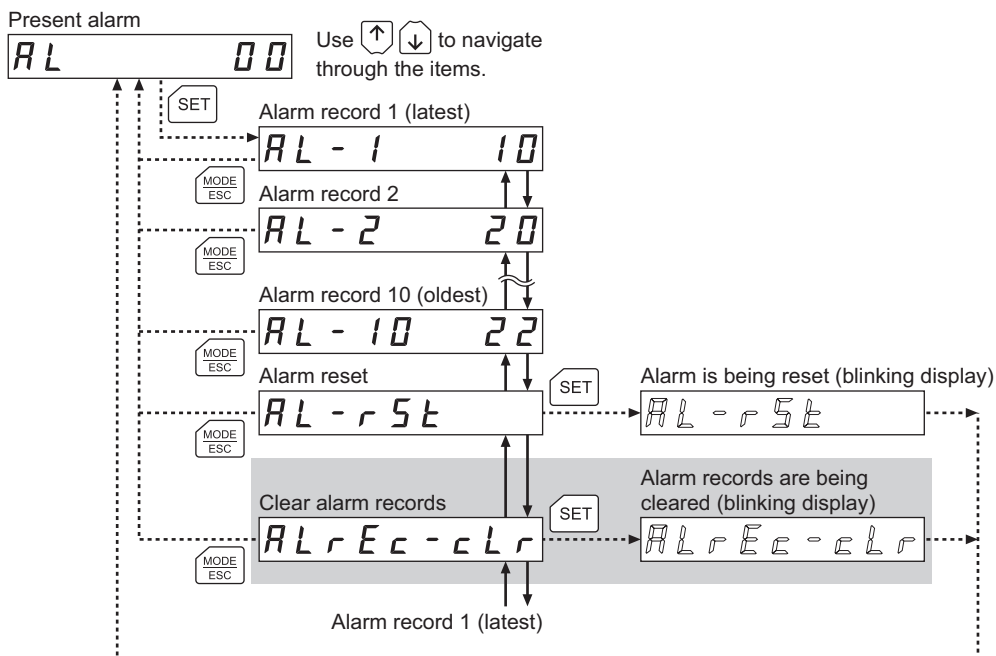 Present alarm
AL 00
Use ↑ ↓ to navigate
through the items.
SET
Alarm record 1 (latest)
AL-1 10
MODE
ESC
Alarm record 2
AL-2 20
MODE
ESC
Alarm record 10 (oldest)
AL-10 22
MODE
ESC
Alarm reset
AL-rSt
SET
Alarm is being reset (blinking display)
AL-rSt
MODE
ESC
Clear alarm records
ALrEc-cLr
SET
Alarm records are being
cleared (blinking display)
ALrEc-cLr
MODE
ESC
Alarm record 1 (latest)